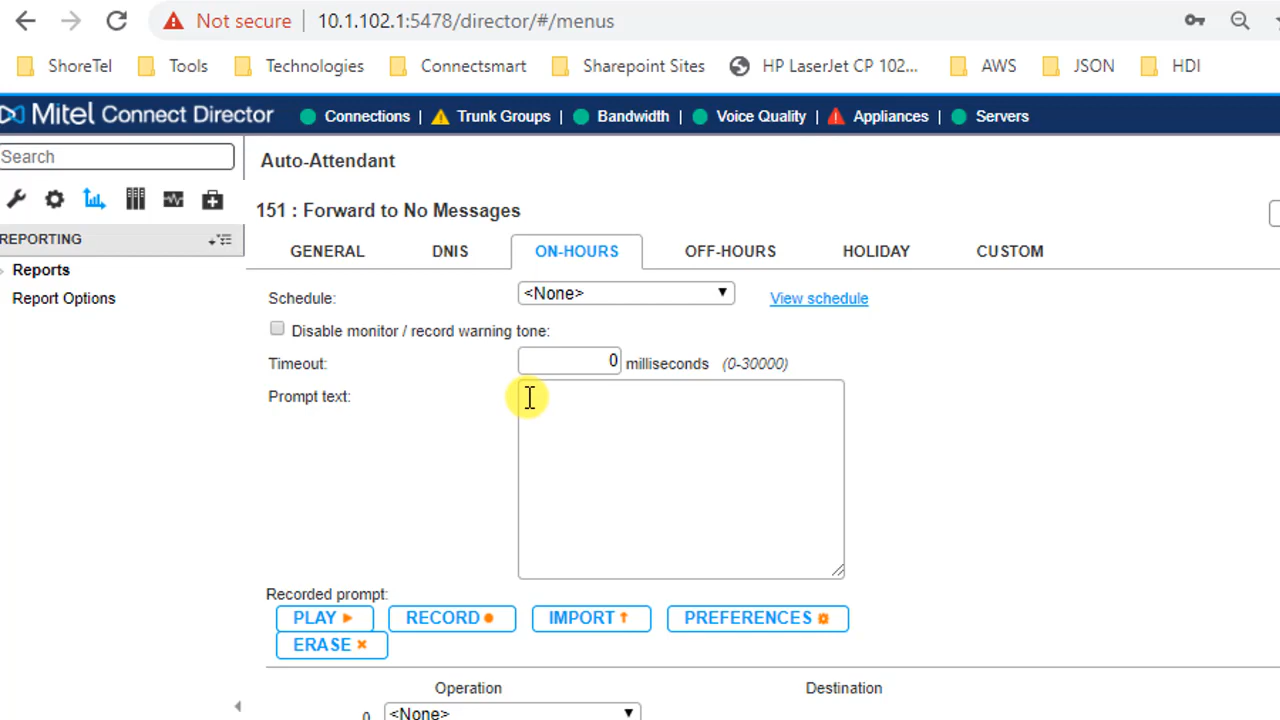 Not secure 10.1.102.1:5478/director/#/menus
ShoreTel Tools Technologies Connectsmart Sharepoint Sites HP LaserJet CP 102... AWS JSON HDI
Mitel Connect Director Connections | Trunk Groups | Bandwidth | Voice Quality | Appliances | Servers
Search
Auto-Attendant
151 : Forward to No Messages
REPORTING
Reports
Report Options
GENERAL DNIS ON-HOURS OFF-HOURS HOLIDAY CUSTOM
Schedule: <None> View schedule
Disable monitor / record warning tone:
Timeout: 0 milliseconds (0-30000)
Prompt text:
Recorded prompt:
PLAY RECORD IMPORT PREFERENCES
ERASE
Operation Destination
0 <None>